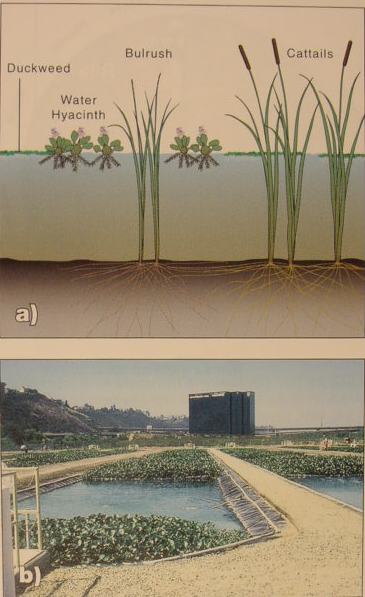 Bulrush
Cattails
Duckweed
Water
Hyacinth
a)
b)